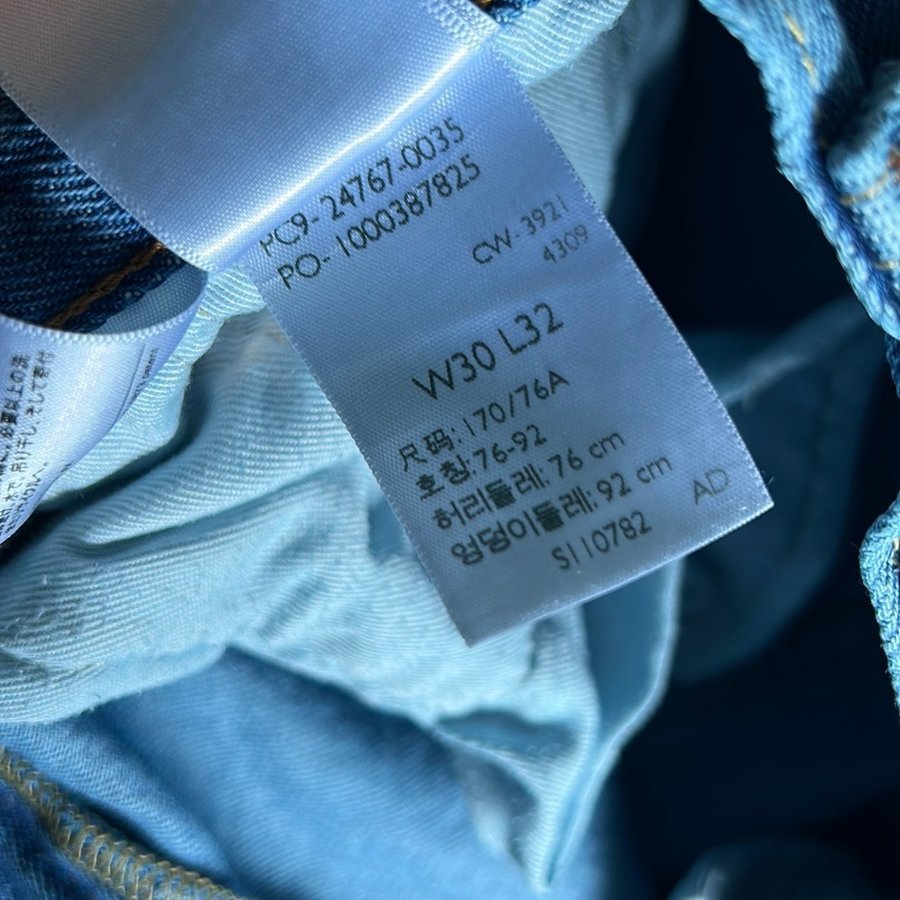 PC9-24767-0035
PO-1000387825
CW-3921
4309
W30 L32
尺码:170/76A
호칭:76-92
허리둘레: 76 cm
엉덩이둘레: 92 cm
S110782
AD